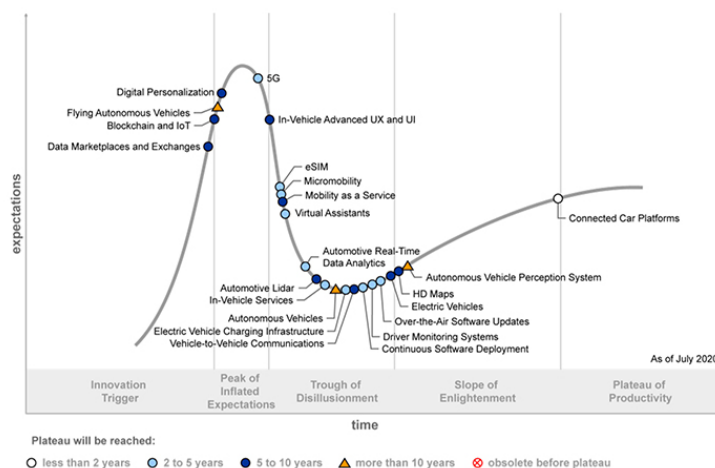 expectations
5G
Digital Personalization
Flying Autonomous Vehicles
Blockchain and IoT
In-Vehicle Advanced UX and UI
Data Marketplaces and Exchanges
eSIM
Micromobility
Mobility as a Service
Virtual Assistants
Connected Car Platforms
Automotive Real-Time
Data Analytics
Autonomous Vehicle Perception System
Automotive Lidar
HD Maps
In-Vehicle Services
Electric Vehicles
Autonomous Vehicles
Over-the-Air Software Updates
Electric Vehicle Charging Infrastructure
Driver Monitoring Systems
Vehicle-to-Vehicle Communications
Continuous Software Deployment
As of July 2020
Innovation
Trigger
Peak of
Inflated
Expectations
Trough of
Disillusionment
Slope of
Enlightenment
Plateau of
Productivity
time
Plateau will be reached:
less than 2 years
2 to 5 years
5 to 10 years
more than 10 years
obsolete before plateau